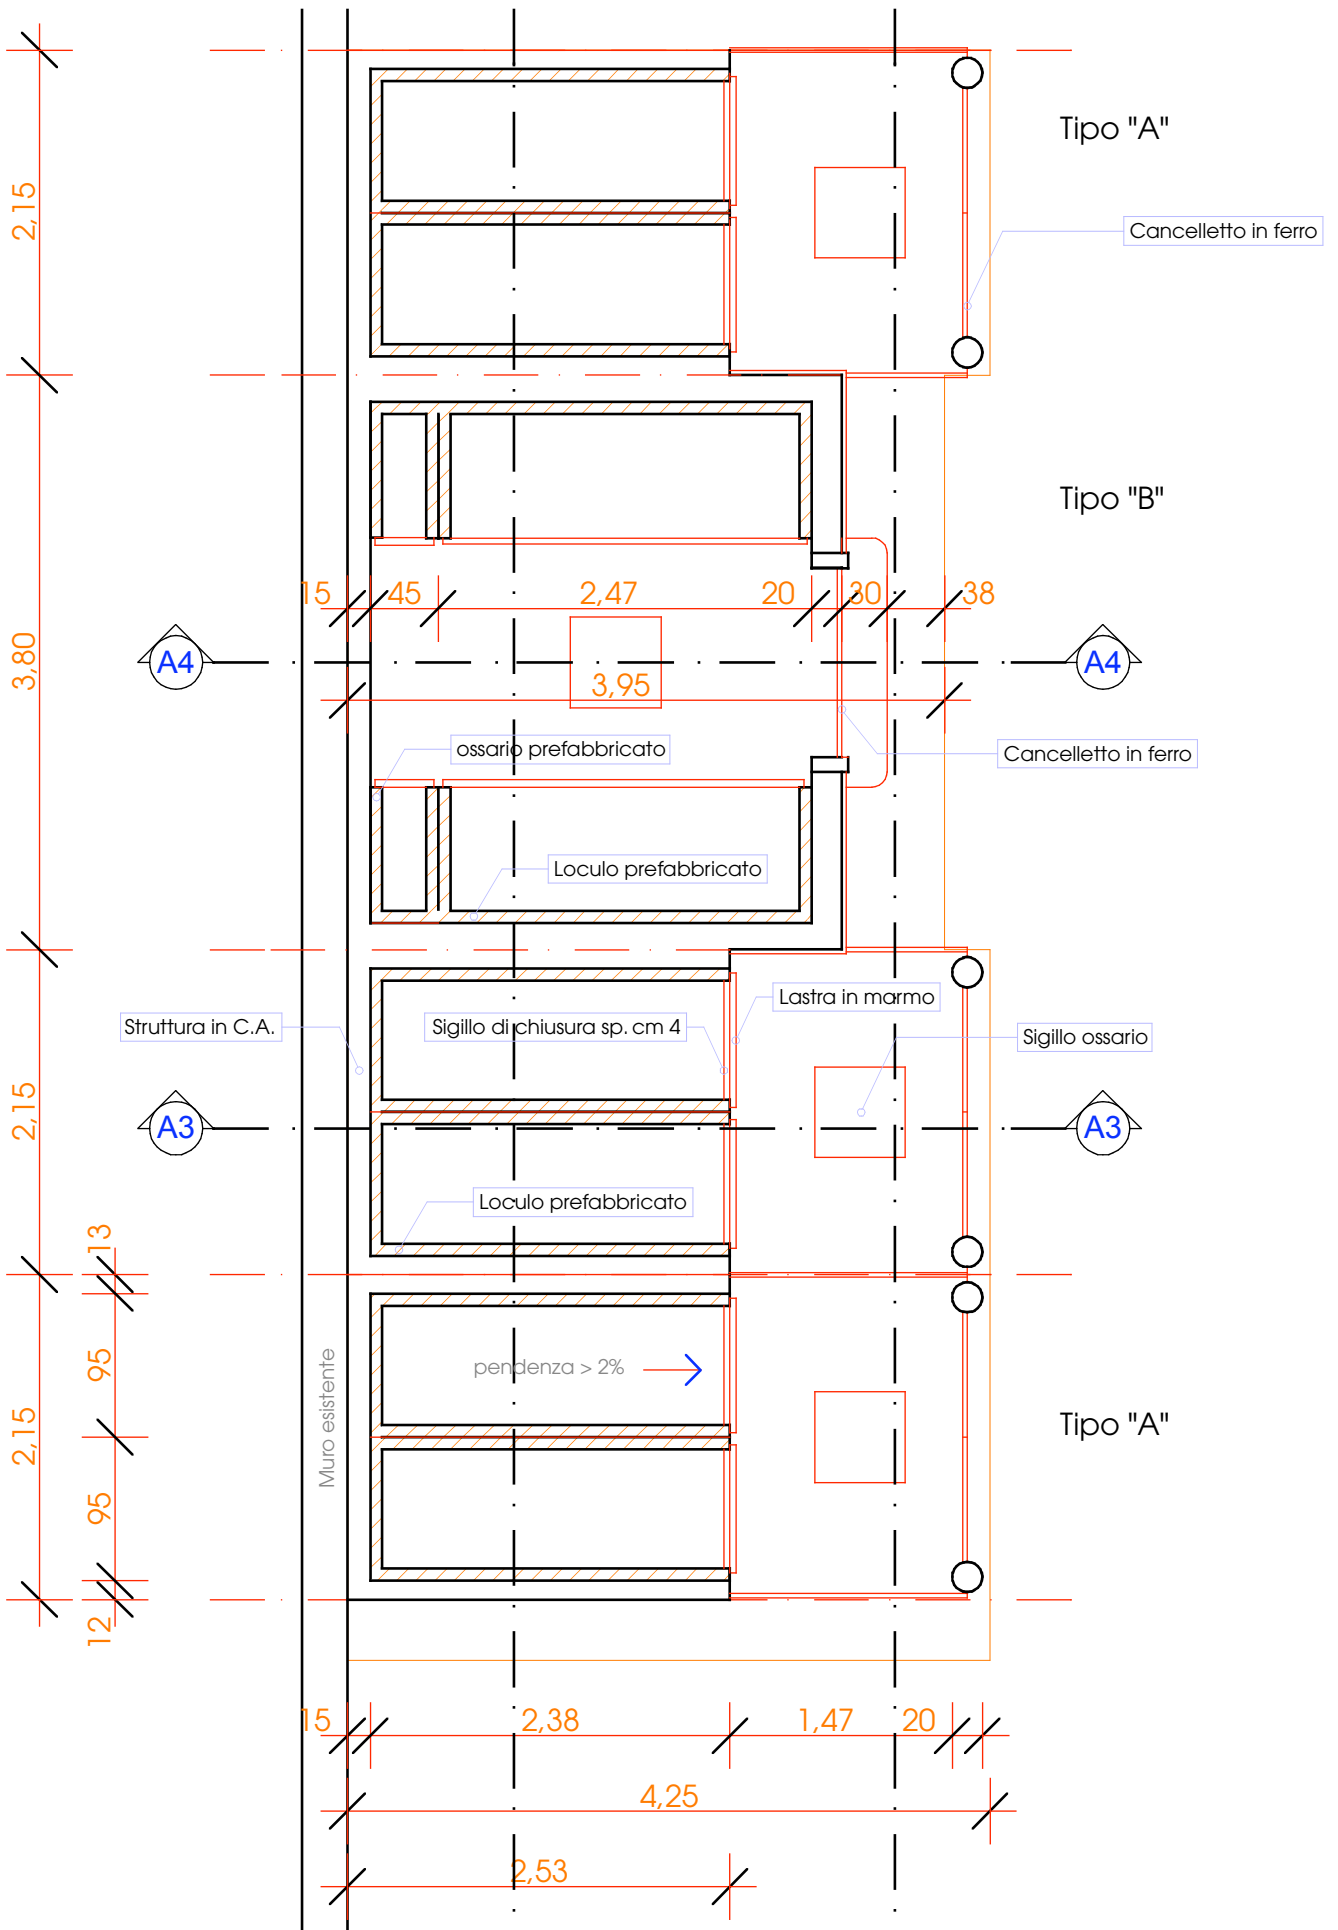 Tipo "A"
2,15
Cancelletto in ferro
Tipo "B"
15
45
2,47
20
30
38
3,80
A4
A4
3,95
ossario prefabbricato
Cancelletto in ferro
Loculo prefabbricato
Lastra in marmo
Struttura in C.A.
Sigillo di chiusura sp. cm 4
Sigillo ossario
2,15
A3
A3
Loculo prefabbricato
13
pendenza > 2%
95
Muro esistente
2,15
Tipo "A"
95
12
15
2,38
1,47
20
4,25
2,53